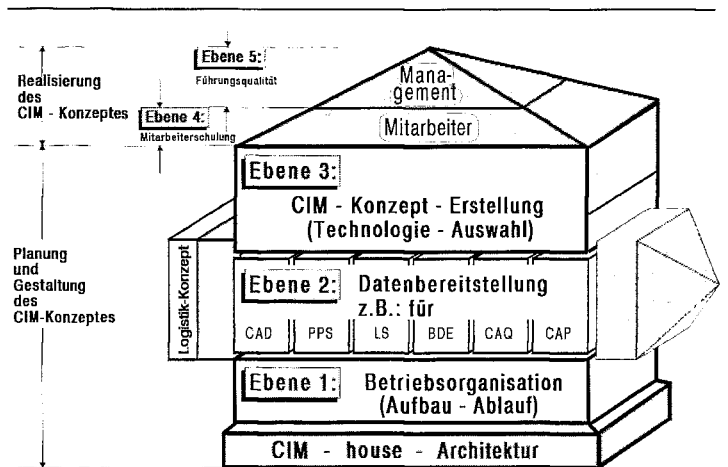 Realisierung
des
CIM - Konzeptes
Planung
und
Gestaltung
des
CIM-Konzeptes
Ebene 5:
Führungsqualität
Ebene 4:
Mitarbeiterschulung
Mana-
gement
Mitarbeiter
Ebene 3:
CIM - Konzept - Erstellung
(Technologie - Auswahl)
Logistik-Konzept
Ebene 2: Datenbereitstellung
z.B.: für
CAD PPS LS BDE CAQ CAP
Ebene 1: Betriebsorganisation
(Aufbau - Ablauf)
CIM - house - Architektur